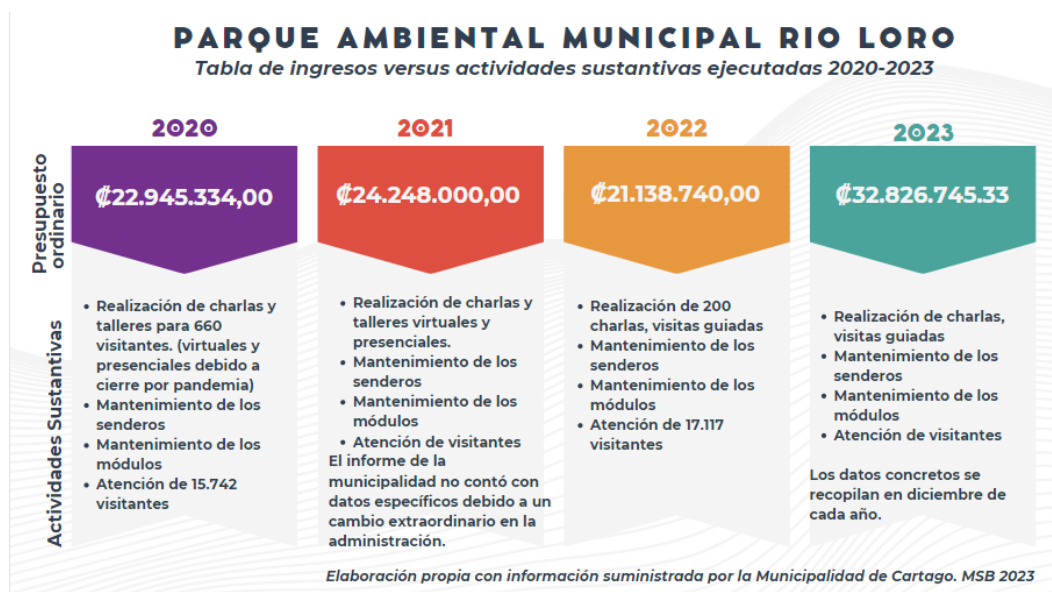 PARQUE AMBIENTAL MUNICIPAL RIO LORO
Tabla de ingresos versus actividades sustantivas ejecutadas 2020-2023
Presupuesto
ordinario
2020
₡22.945.334,00
2021
₡24.248.000,00
2022
₡21.138.740,00
2023
₡32.826.745.33
Actividades Sustantivas
• Realización de charlas y
talleres para 660
visitantes. (virtuales y
presenciales debido a
cierre por pandemia)
• Mantenimiento de los
senderos
• Mantenimiento de los
módulos
• Atención de 15.742
visitantes
• Realización de charlas y
talleres virtuales y
presenciales.
• Mantenimiento de los
senderos
• Mantenimiento de los
módulos
• Atención de visitantes
El informe de la
municipalidad no contó con
datos específicos debido a un
cambio extraordinario en la
administración.
• Realización de 200
charlas, visitas guiadas
• Mantenimiento de los
senderos
• Mantenimiento de los
módulos
• Atención de 17.117
visitantes
• Realización de charlas,
visitas guiadas
• Mantenimiento de los
senderos
• Mantenimiento de los
módulos
• Atención de visitantes
Los datos concretos se
recopilan en diciembre de
cada año.
Elaboración propia con información suministrada por la Municipalidad de Cartago. MSB 2023